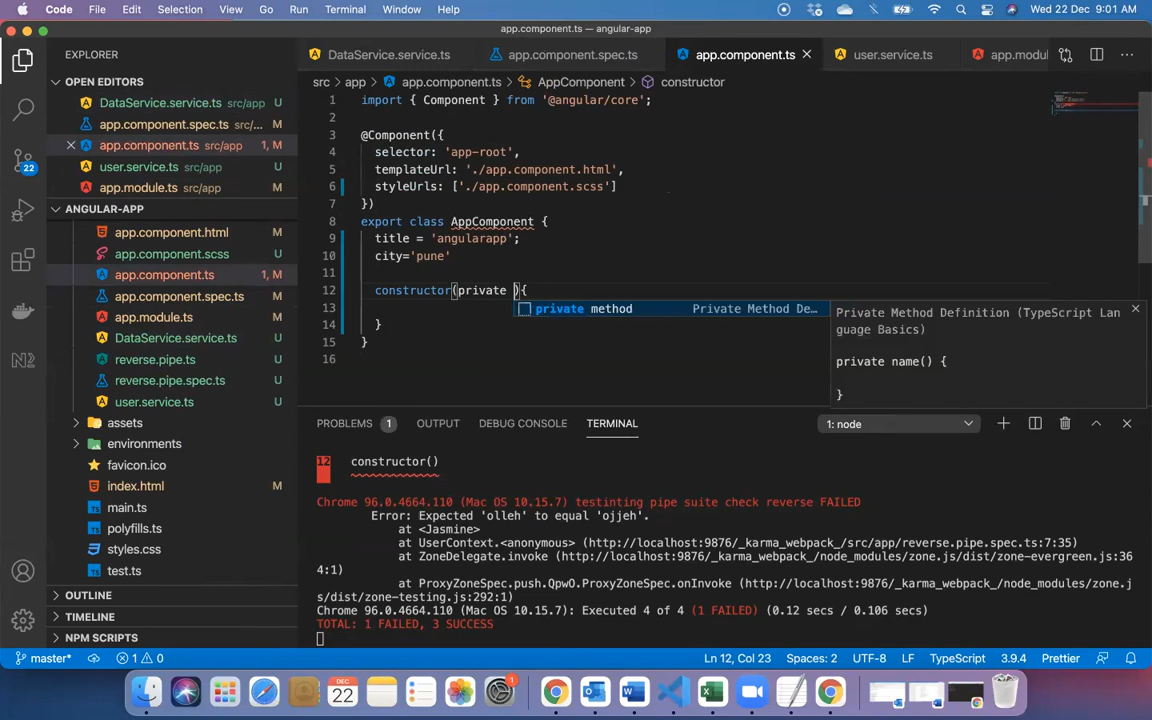 Code File Edit Selection View Go Run Terminal Window Help Wed 22 Dec 9:01 AM
app.component.ts — angular-app
EXPLORER
DataService.service.ts app.component.spec.ts app.component.ts user.service.ts app.modul
OPEN EDITORS
DataService.service.ts src/app U
app.component.spec.ts src/... M
app.component.ts src/app 1, M
user.service.ts src/app U
app.module.ts src/app M
ANGULAR-APP
app.component.html M
app.component.scss U
app.component.ts 1, M
app.component.spec.ts M
app.module.ts M
DataService.service.ts U
reverse.pipe.ts U
reverse.pipe.spec.ts U
user.service.ts U
assets
environments
favicon.ico
index.html M
main.ts
polyfills.ts
styles.css
test.ts
OUTLINE
TIMELINE
NPM SCRIPTS
22
src > app > app.component.ts > AppComponent > constructor
1 import { Component } from '@angular/core';
2
3 @Component({
4 selector: 'app-root',
5 templateUrl: './app.component.html',
6 styleUrls: ['./app.component.scss']
7 })
8 export class AppComponent {
9 title = 'angularapp';
10 city='pune'
11
12 constructor(private ){
13
14 }
15 }
16
private method Private Method De...
Private Method Definition (TypeScript Lan
guage Basics)
private name() {
}
PROBLEMS 1 OUTPUT DEBUG CONSOLE TERMINAL 1: node
12 constructor()
Chrome 96.0.4664.110 (Mac OS 10.15.7) testinting pipe suite check reverse FAILED
Error: Expected 'olleh' to equal 'ojjeh'.
at <Jasmine>
at UserContext.<anonymous> (http://localhost:9876/_karma_webpack_/src/app/reverse.pipe.spec.ts:7:35)
at ZoneDelegate.invoke (http://localhost:9876/_karma_webpack_/node_modules/zone.js/dist/zone-evergreen.js:36
4:1)
at ProxyZoneSpec.push.QpwO.ProxyZoneSpec.onInvoke (http://localhost:9876/_karma_webpack_/node_modules/zone.j
s/dist/zone-testing.js:292:1)
Chrome 96.0.4664.110 (Mac OS 10.15.7): Executed 4 of 4 (1 FAILED) (0.12 secs / 0.106 secs)
TOTAL: 1 FAILED, 3 SUCCESS
master* 1 0 Ln 12, Col 23 Spaces: 2 UTF-8 LF TypeScript 3.9.4 Prettier
DEC
22
1